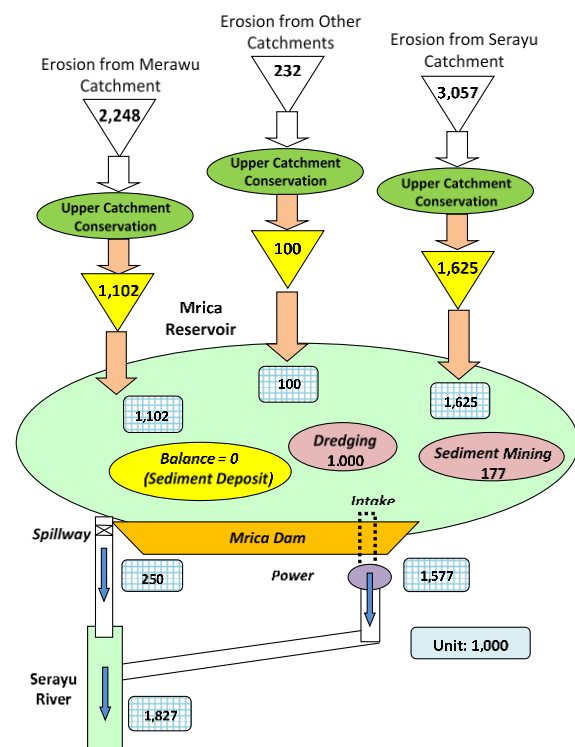 Erosion from Merawu
Catchment
2,248
Erosion from Other
Catchments
232
Erosion from Serayu
Catchment
3,057
Upper Catchment
Conservation
Upper Catchment
Conservation
Upper Catchment
Conservation
1,102
100
1,625
Mrica
Reservoir
1,102
100
1,625
Balance = 0
(Sediment Deposit)
Dredging
1.000
Sediment Mining
177
Intake
Spillway
Mrica Dam
250
Power
1,577
Unit: 1,000
Serayu
River
1,827